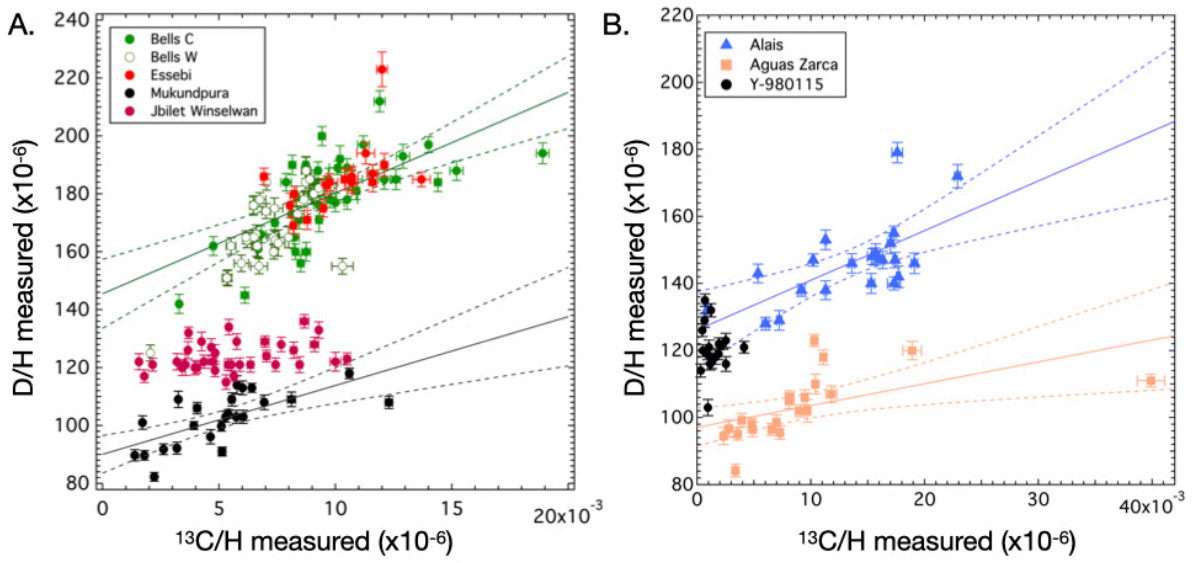 A.
Bells C
Bells W
Essebi
Mukundpura
Jbilet Winselwan
240
220
200
180
160
140
120
100
80
D/H measured (x10⁻⁶)
0
5
10
15
20x10⁻³
¹³C/H measured (x10⁻⁶)
B.
Alais
Aguas Zarca
Y-980115
220
200
180
160
140
120
100
80
D/H measured (x10⁻⁶)
0
10
20
30
40x10⁻³
¹³C/H measured (x10⁻⁶)